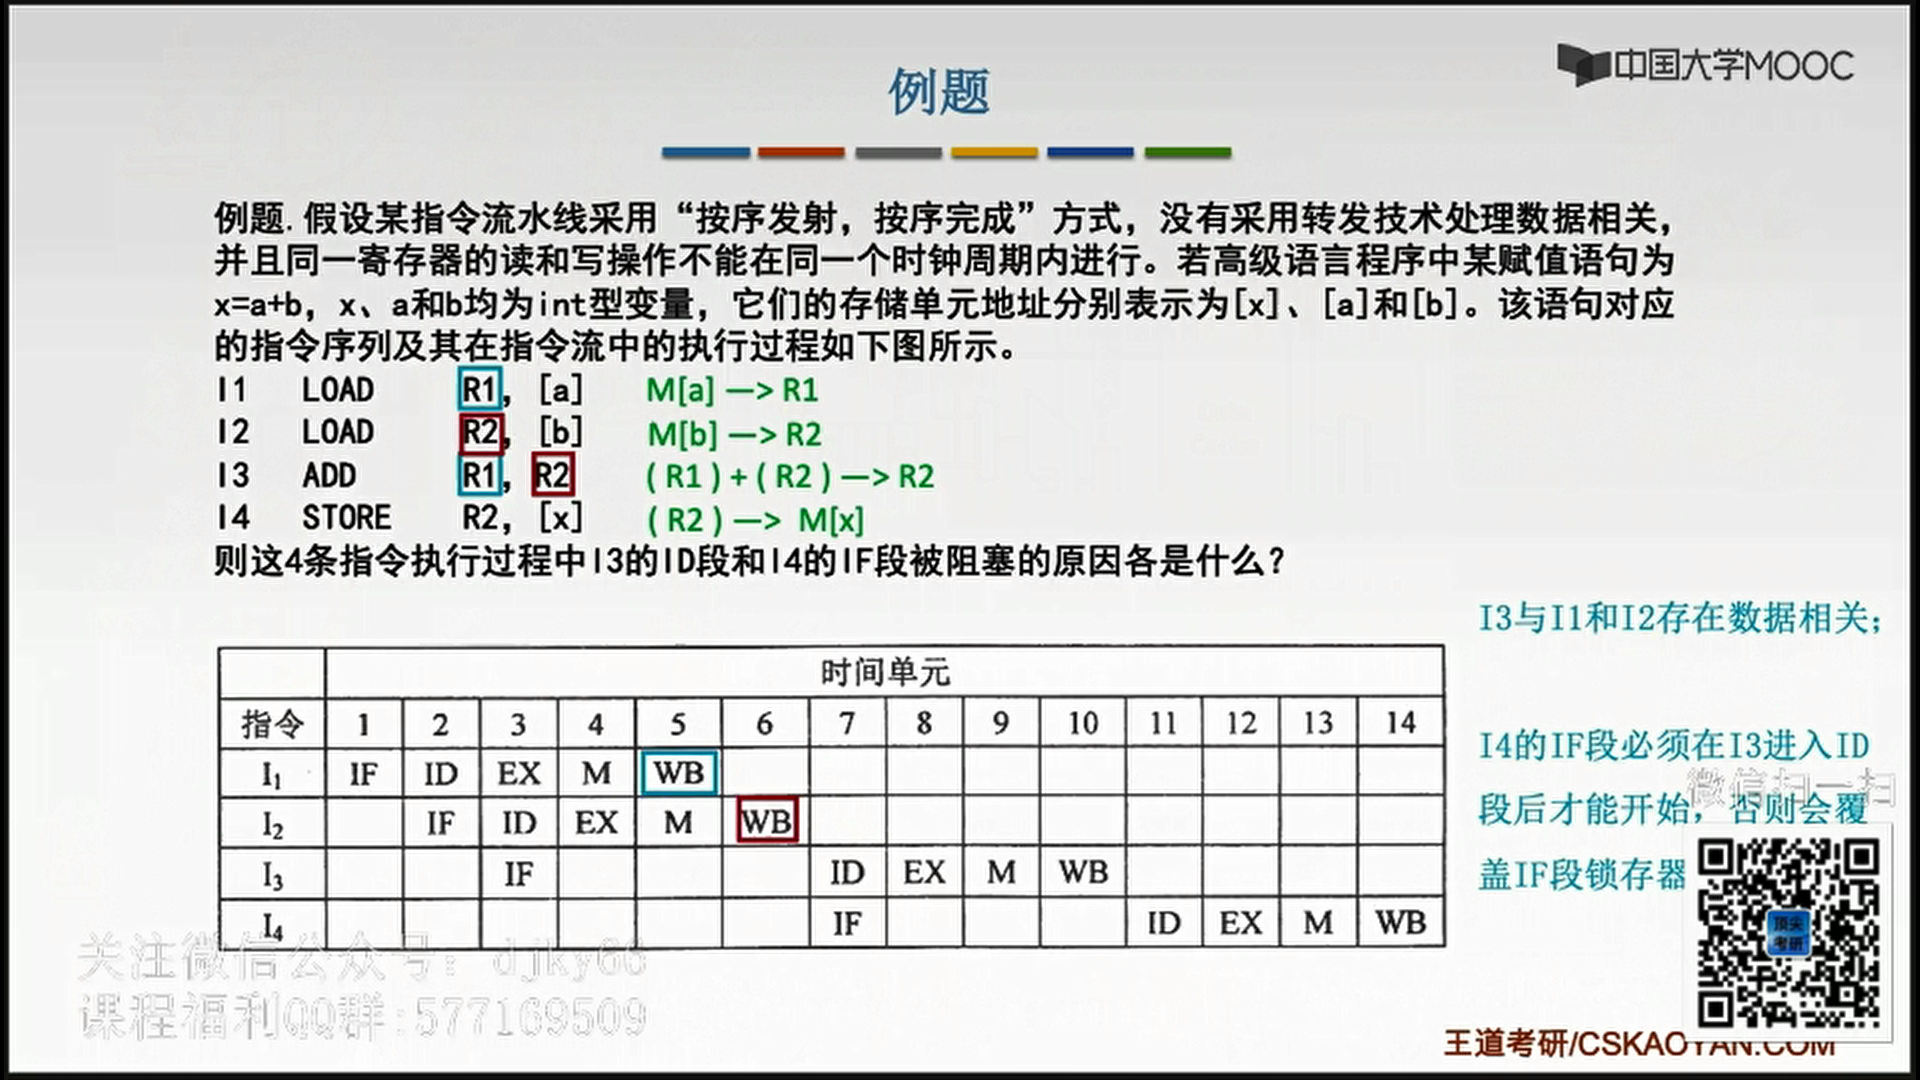 中国大学MOOC
例题
例题.假设某指令流水线采用“按序发射，按序完成”方式，没有采用转发技术处理数据相关，
并且同一寄存器的读和写操作不能在同一个时钟周期内进行。若高级语言程序中某赋值语句为
x=a+b，x、a和b均为int型变量，它们的存储单元地址分别表示为[x]、[a]和[b]。该语句对应
的指令序列及其在指令流中的执行过程如下图所示。
I1 LOAD R1, [a] M[a] —> R1
I2 LOAD R2, [b] M[b] —> R2
I3 ADD R1, R2 ( R1 ) + ( R2 ) —> R2
I4 STORE R2, [x] ( R2 ) —> M[x]
则这4条指令执行过程中I3的ID段和I4的IF段被阻塞的原因各是什么？
I3与I1和I2存在数据相关；
时间单元
指令 1 2 3 4 5 6 7 8 9 10 11 12 13 14
I1 IF ID EX M WB
I2 IF ID EX M WB
I3 IF ID EX M WB
I4 IF ID EX M WB
I4的IF段必须在I3进入ID
段后才能开始，否则会覆
盖IF段锁存器
微信扫一扫
顶尖
考研
关注微信公众号：djky66
课程福利QQ群:577169509
王道考研/CSKAOYAN.COM